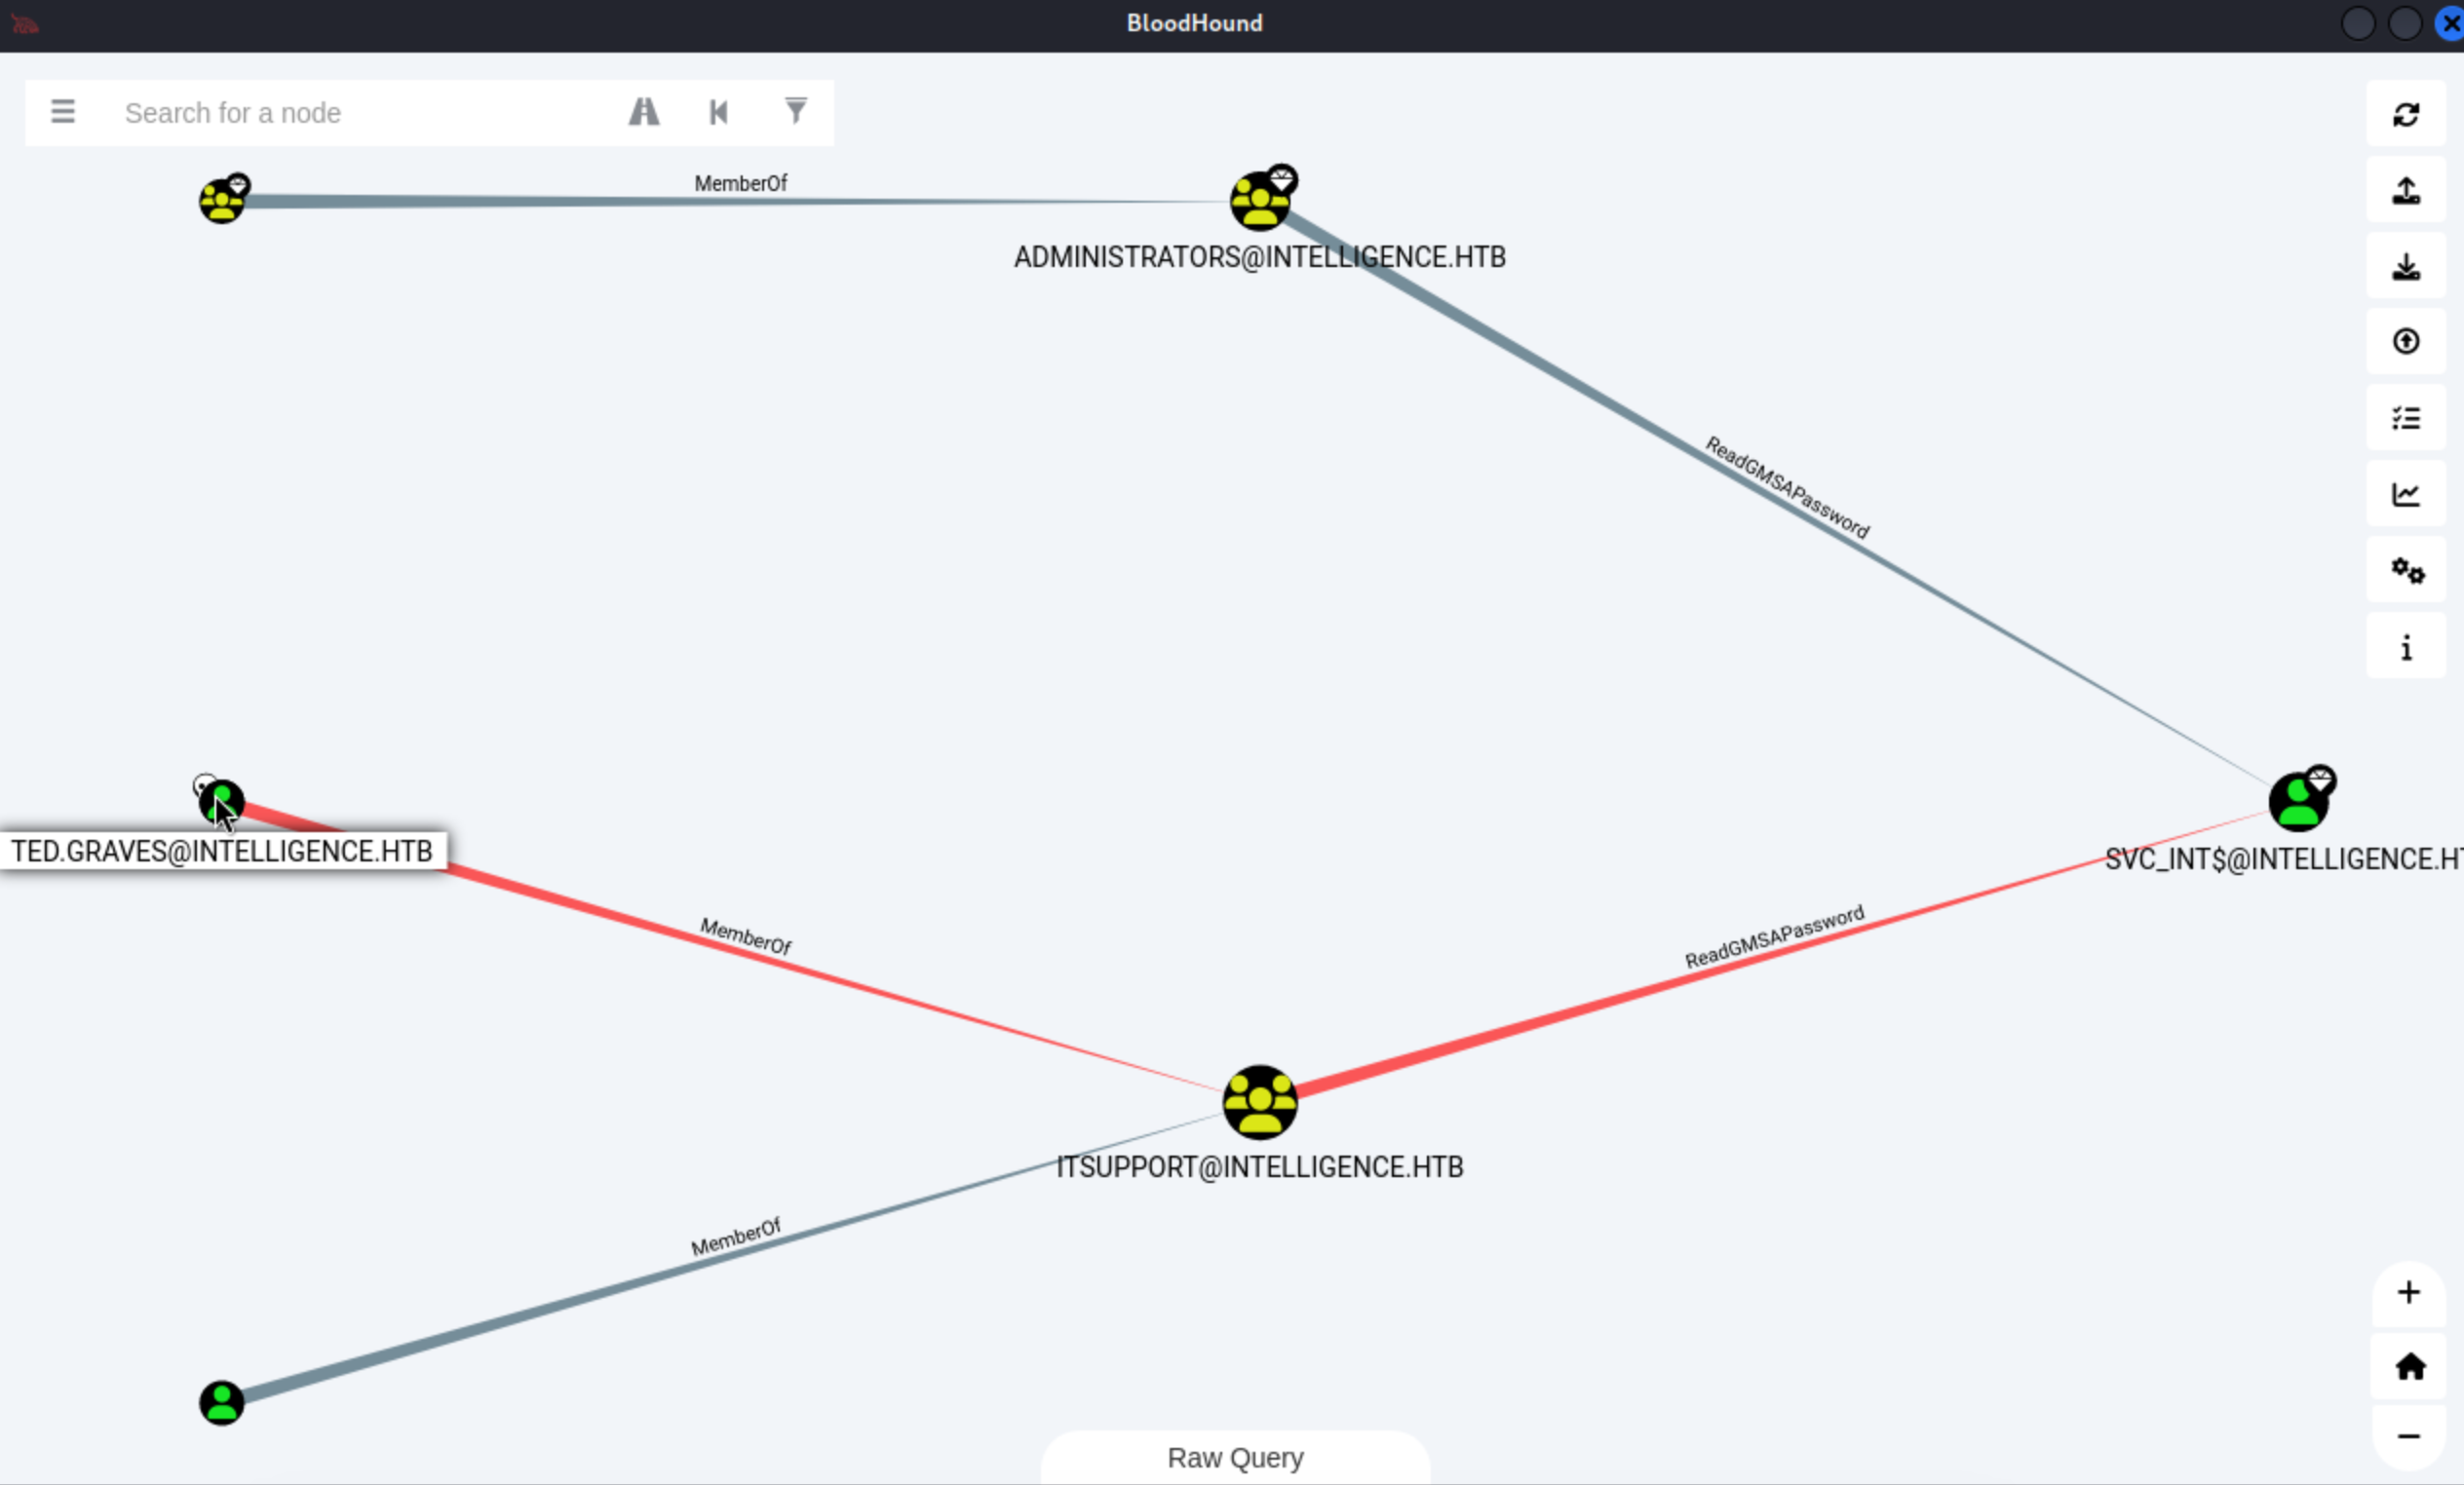 BloodHound
Search for a node
MemberOf
ADMINISTRATORS@INTELLIGENCE.HTB
ReadGMSAPassword
TED.GRAVES@INTELLIGENCE.HTB
SVC_INT$@INTELLIGENCE.HT
MemberOf
ReadGMSAPassword
ITSUPPORT@INTELLIGENCE.HTB
MemberOf
Raw Query